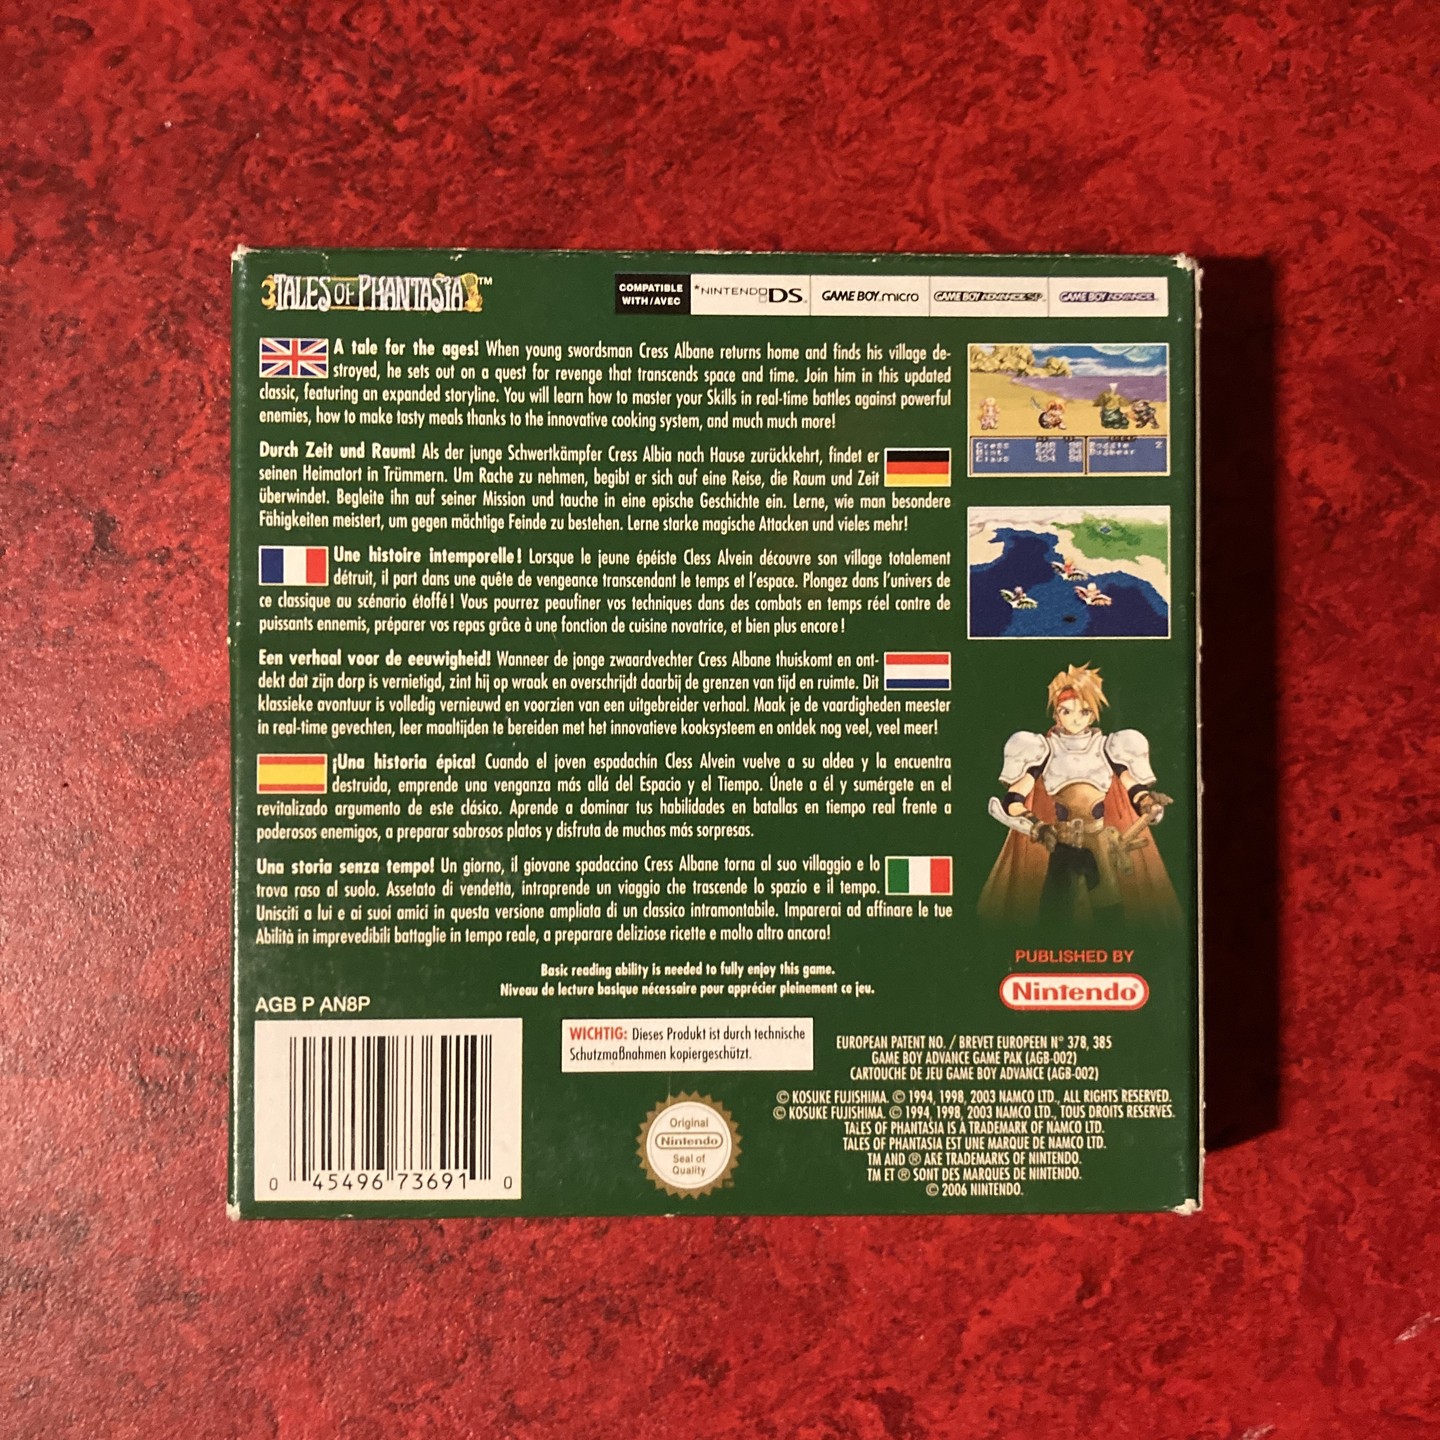 TALES OF PHANTASIA™
COMPATIBLE WITH/AVEC
*NINTENDO DS™
GAME BOY micro
GAME BOY ADVANCE SP
GAME BOY ADVANCE
A tale for the ages! When young swordsman Cress Albane returns home and finds his village de-
stroyed, he sets out on a quest for revenge that transcends space and time. Join him in this updated
classic, featuring an expanded storyline. You will learn how to master your Skills in real-time battles against powerful
enemies, how to make tasty meals thanks to the innovative cooking system, and much much more!
Durch Zeit und Raum! Als der junge Schwertkämpfer Cress Albia nach Hause zurückkehrt, findet er
seinen Heimatort in Trümmern. Um Rache zu nehmen, begibt er sich auf eine Reise, die Raum und Zeit
überwindet. Begleite ihn auf seiner Mission und tauche in eine epische Geschichte ein. Lerne, wie man besondere
Fähigkeiten meistert, um gegen mächtige Feinde zu bestehen. Lerne starke magische Attacken und vieles mehr!
Une histoire intemporelle! Lorsque le jeune épéiste Cless Alvein découvre son village totalement
détruit, il part dans une quête de vengeance transcendant le temps et l'espace. Plongez dans l'univers de
ce classique au scénario étoffé! Vous pourrez peaufiner vos techniques dans des combats en temps réel contre de
puissants ennemis, préparer vos repas grâce à une fonction de cuisine novatrice, et bien plus encore!
Een verhaal voor de eeuwigheid! Wanneer de jonge zwaardvechter Cress Albane thuiskomt en ont-
dekt dat zijn dorp is vernietigd, zint hij op wraak en overschrijdt daarbij de grenzen van tijd en ruimte. Dit
klassieke avontuur is volledig vernieuwd en voorzien van een uitgebreider verhaal. Maak je de vaardigheden meester
in real-time gevechten, leer maaltijden te bereiden met het innovatieve kooksysteem en ontdek nog veel, veel meer!
¡Una historia épica! Cuando el joven espadachín Cless Alvein vuelve a su aldea y la encuentra
destruida, emprende una venganza más allá del Espacio y el Tiempo. Únete a él y sumérgete en el
revitalizado argumento de este clásico. Aprende a dominar tus habilidades en batallas en tiempo real frente a
poderosos enemigos, a preparar sabrosos platos y disfruta de muchas más sorpresas.
Una storia senza tempo! Un giorno, il giovane spadaccino Cress Albane torna al suo villaggio e lo
trova raso al suolo. Assetato di vendetta, intraprende un viaggio che trascende lo spazio e il tempo.
Unisciti a lui e ai suoi amici in questa versione ampliata di un classico intramontabile. Imparerai ad affinare le tue
Abilità in imprevedibili battaglie in tempo reale, a preparare deliziose ricette e molto altro ancora!
Basic reading ability is needed to fully enjoy this game.
Niveau de lecture basique nécessaire pour apprécier pleinement ce jeu.
Cress
Mint
Claus
Boggle 2
Bugbear
PUBLISHED BY
Nintendo®
AGB P AN8P
0 45496 73691 0
WICHTIG: Dieses Produkt ist durch technische
Schutzmaßnahmen kopiergeschützt.
Original
Nintendo
Seal of
Quality
EUROPEAN PATENT NO. / BREVET EUROPEEN N° 378, 385
GAME BOY ADVANCE GAME PAK (AGB-002)
CARTOUCHE DE JEU GAME BOY ADVANCE (AGB-002)
© KOSUKE FUJISHIMA. © 1994, 1998, 2003 NAMCO LTD., ALL RIGHTS RESERVED.
© KOSUKE FUJISHIMA. © 1994, 1998, 2003 NAMCO LTD., TOUS DROITS RESERVES.
TALES OF PHANTASIA IS A TRADEMARK OF NAMCO LTD.
TALES OF PHANTASIA EST UNE MARQUE DE NAMCO LTD.
TM AND ® ARE TRADEMARKS OF NINTENDO.
TM ET ® SONT DES MARQUES DE NINTENDO.
© 2006 NINTENDO.